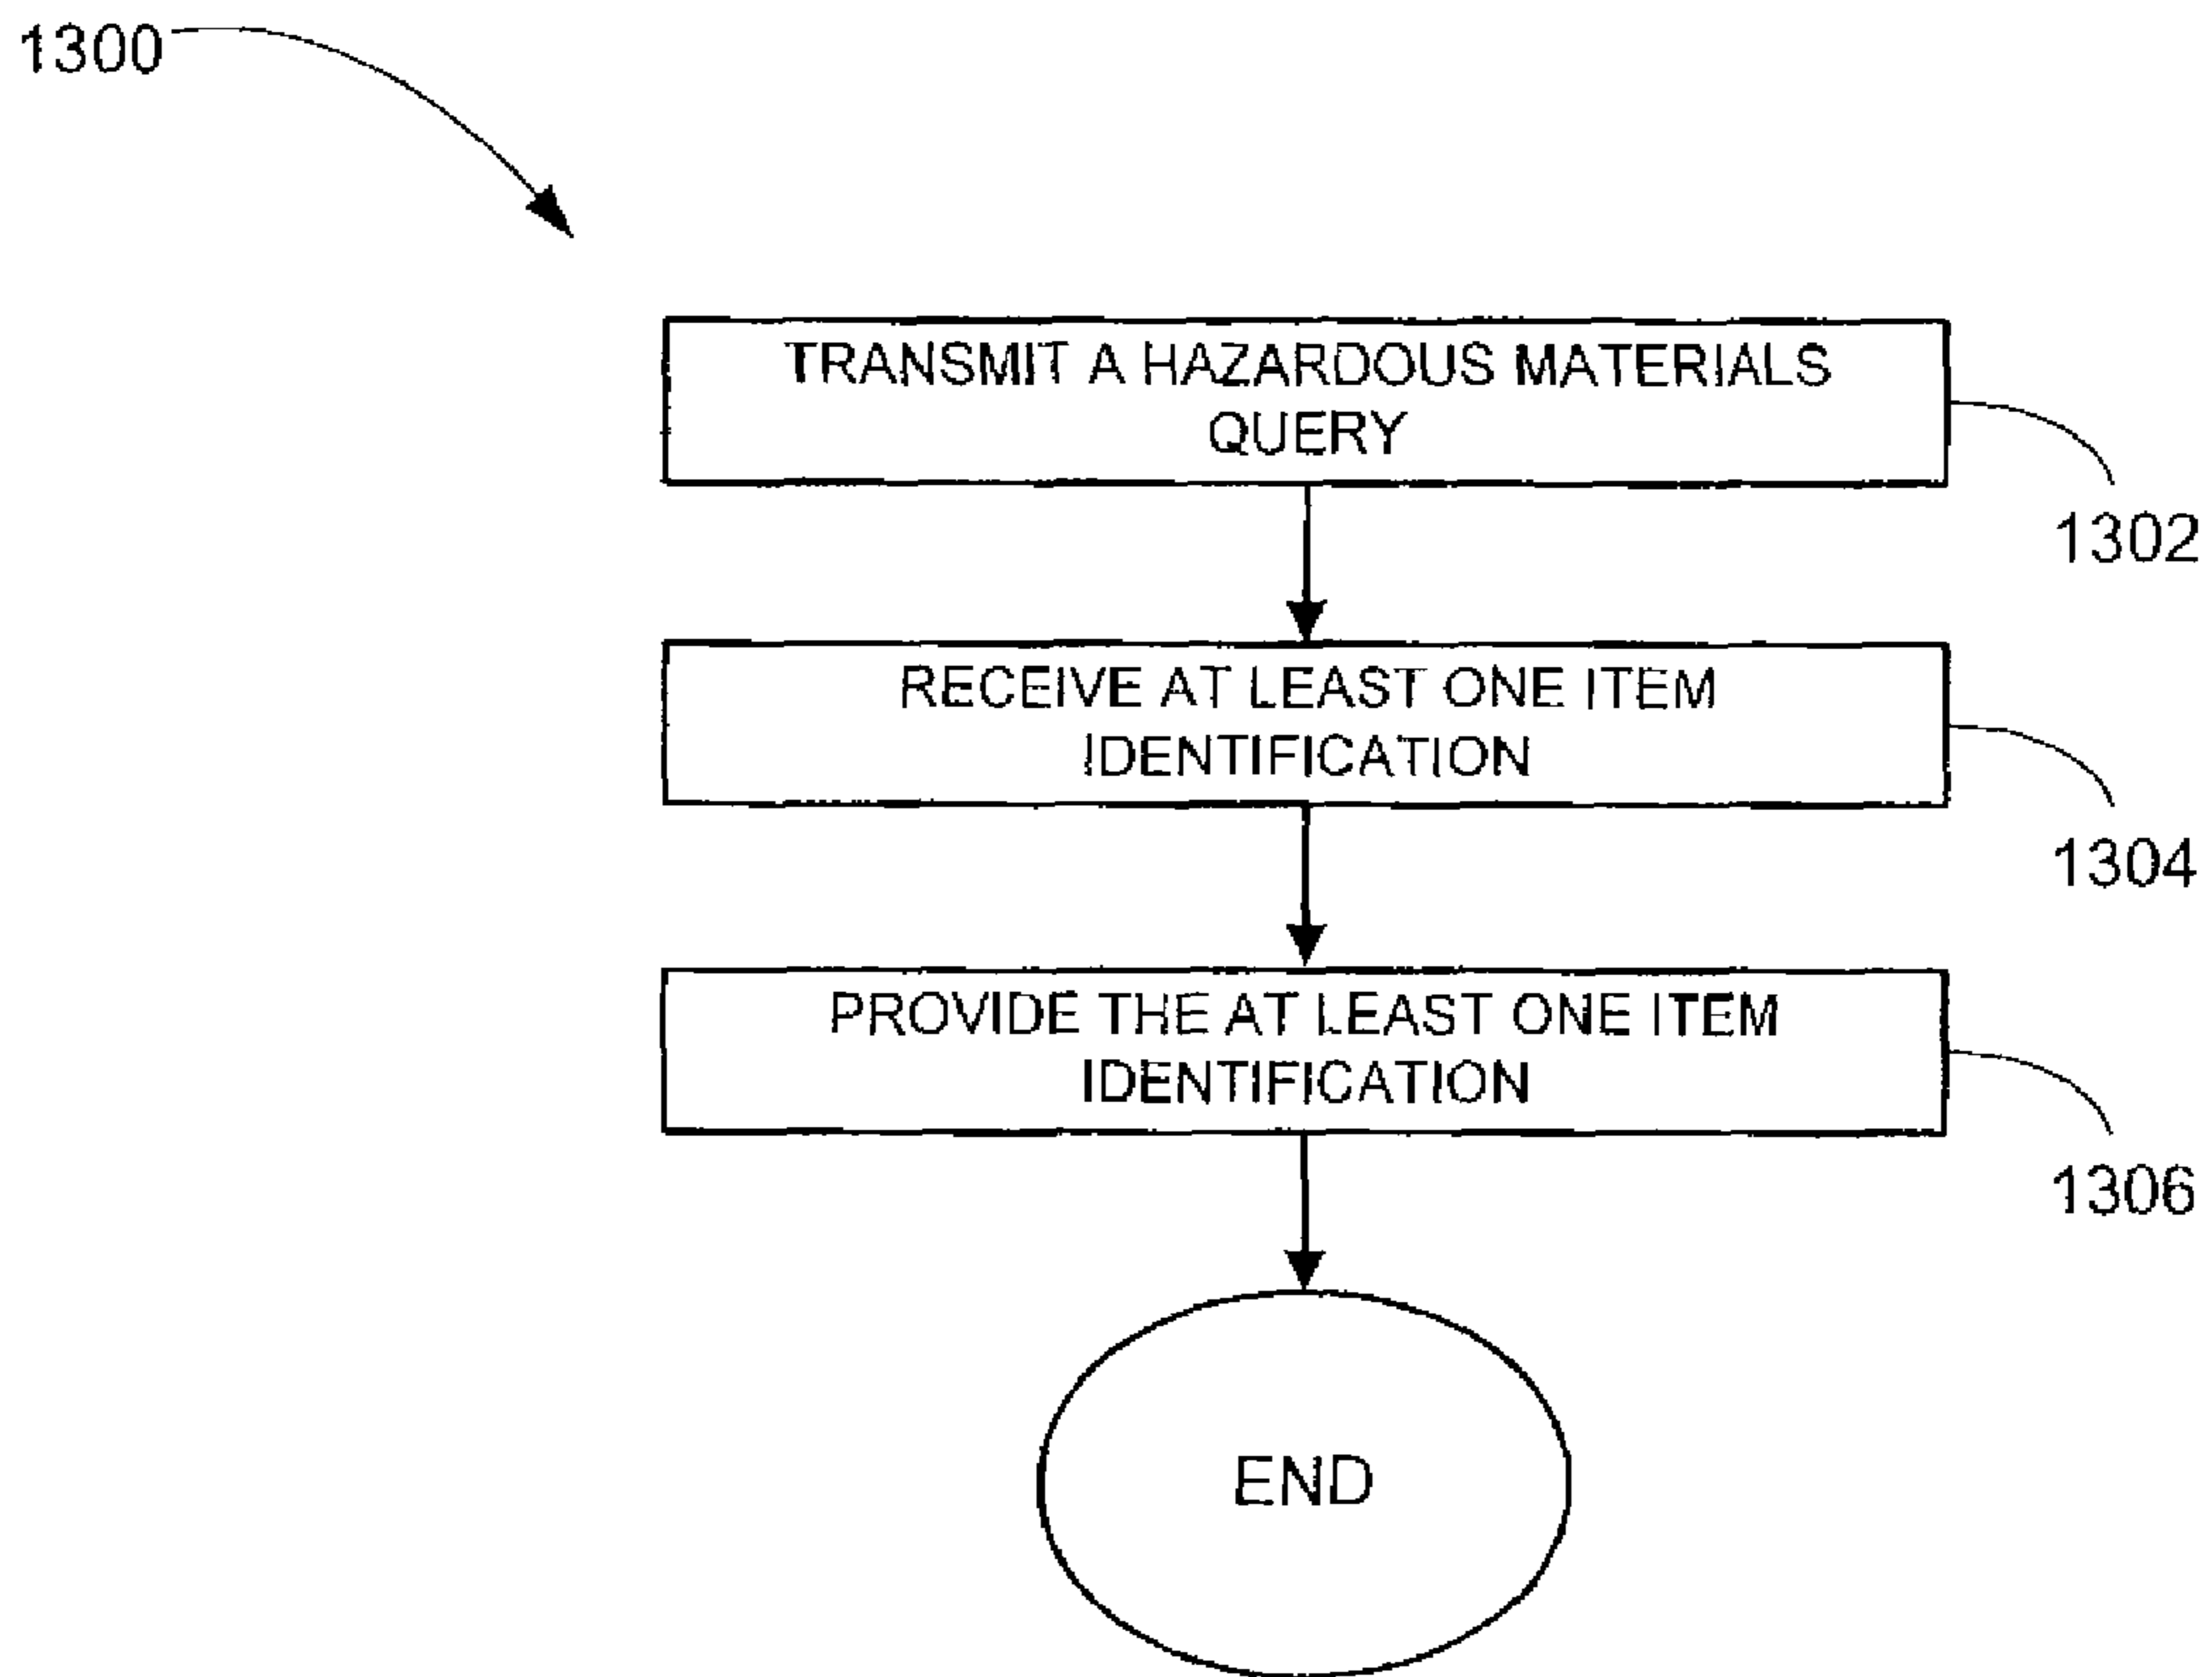 1300
TRANSMIT A HAZARDOUS MATERIALS
QUERY
1302
RECEIVE AT LEAST ONE ITEM
IDENTIFICATION
1304
PROVIDE THE AT LEAST ONE ITEM
IDENTIFICATION
1306
END